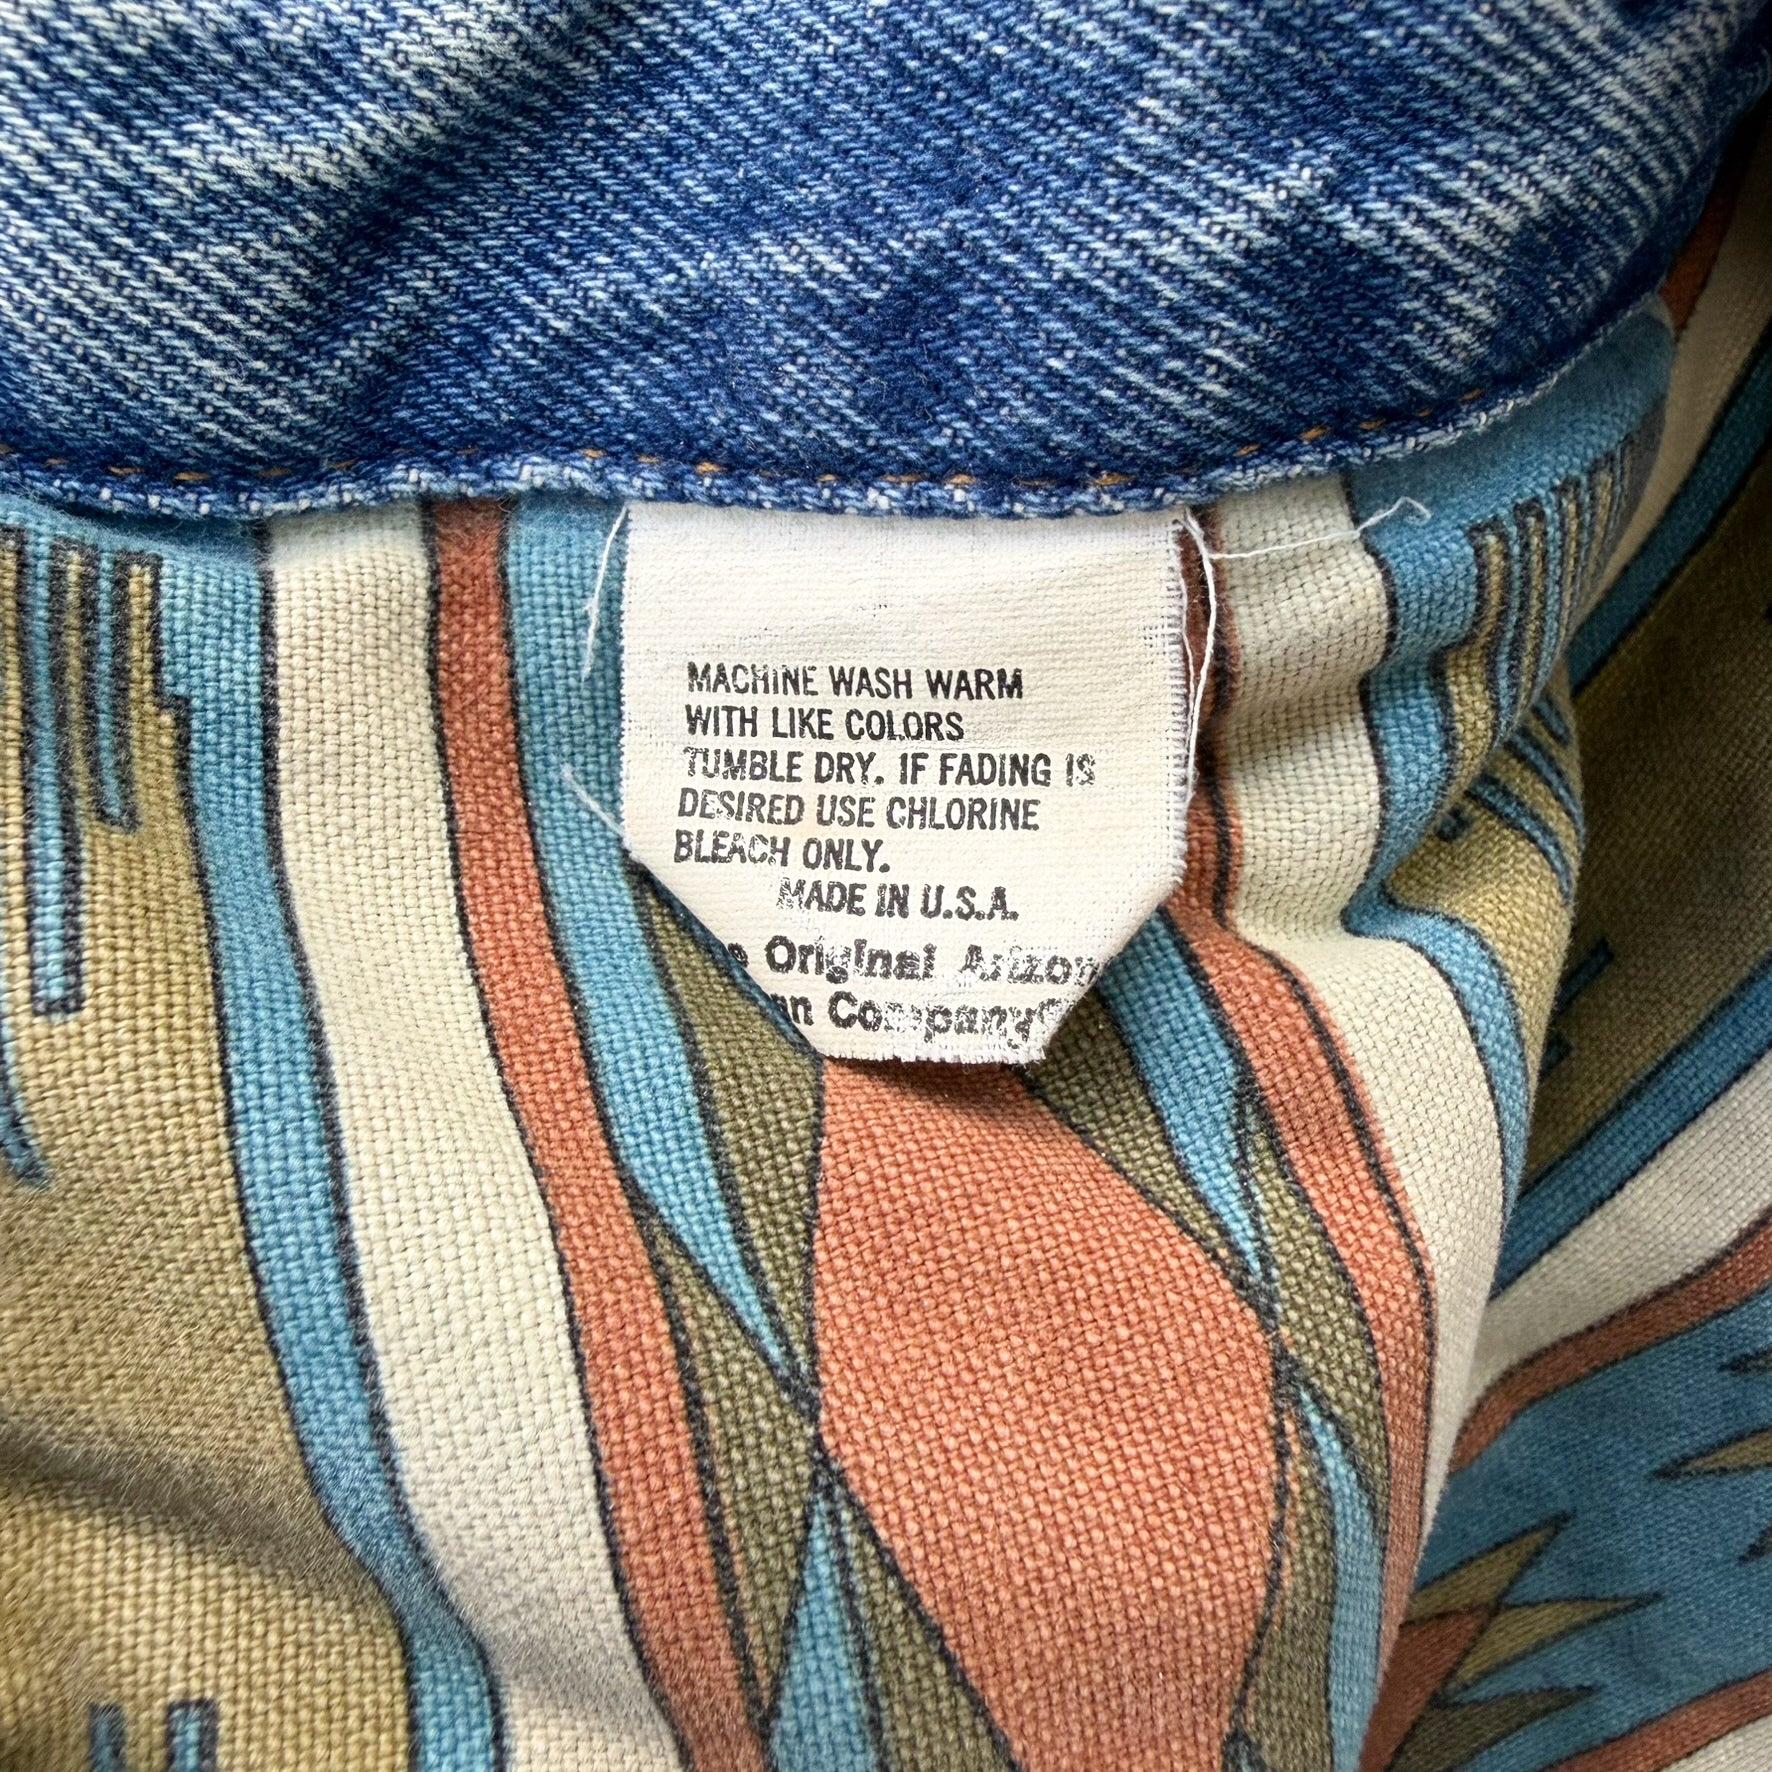 MACHINE WASH WARM
WITH LIKE COLORS
TUMBLE DRY. IF FADING IS
DESIRED USE CHLORINE
BLEACH ONLY.
MADE IN U.S.A.
Original
Company